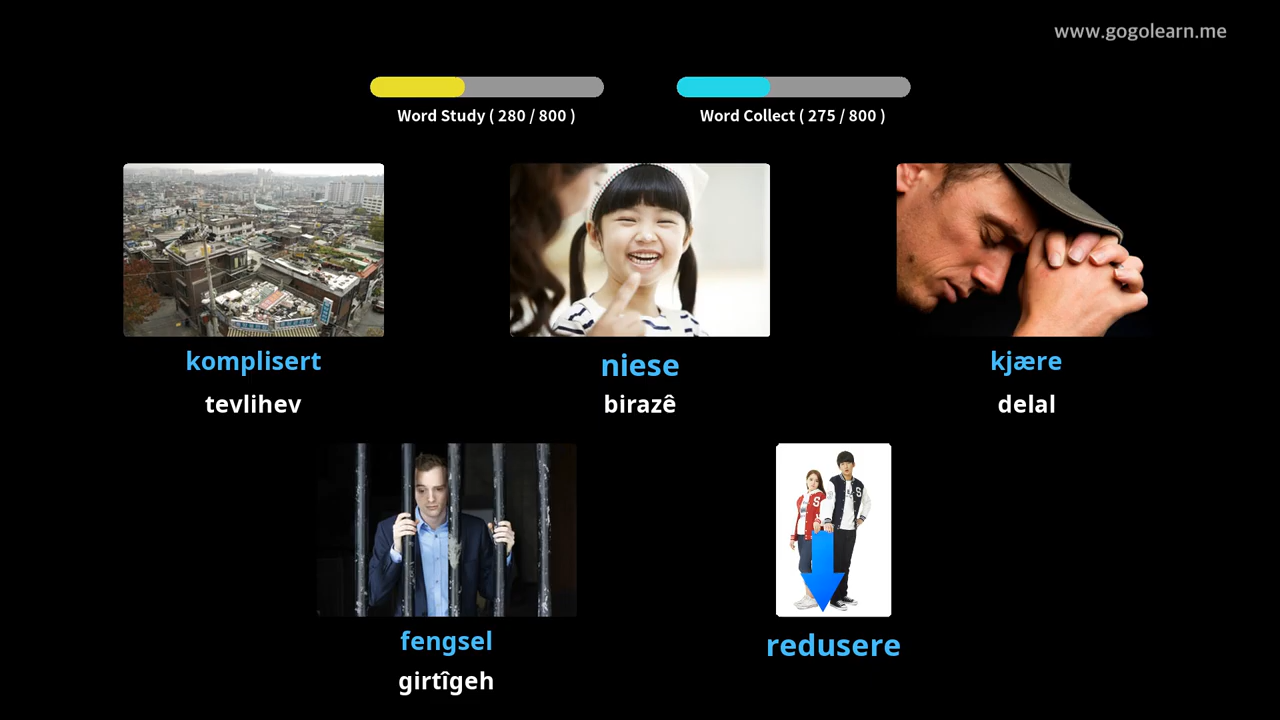 www.gogolearn.me
Word Study ( 280 / 800 )
Word Collect ( 275 / 800 )
komplisert
niese
kjære
tevlihev
birazê
delal
S
S
fengsel
redusere
girtîgeh